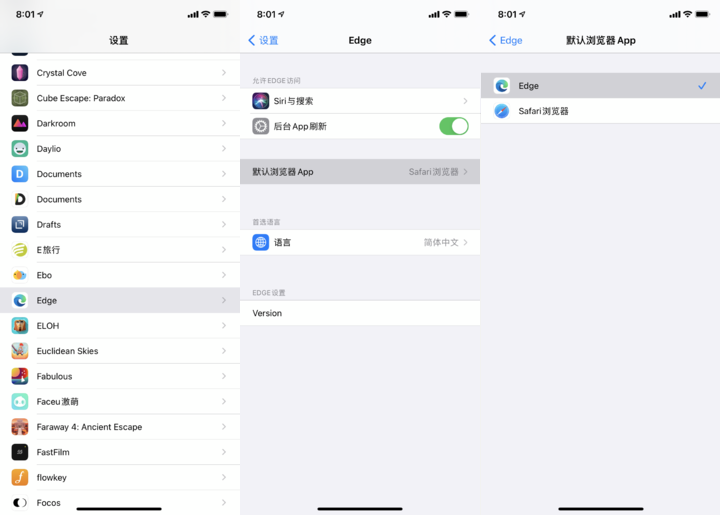 8:01
设置
Crystal Cove
Cube Escape: Paradox
Darkroom
Daylio
Documents
Documents
Drafts
E旅行
Ebo
Edge
ELOH
Euclidean Skies
Fabulous
Faceu激萌
Faraway 4: Ancient Escape
FastFilm
flowkey
Focos
8:01
设置
Edge
允许EDGE访问
Siri与搜索
后台App刷新
默认浏览器App Safari浏览器
首选语言
语言 简体中文
EDGE设置
Version
8:01
Edge
默认浏览器App
Edge
Safari浏览器